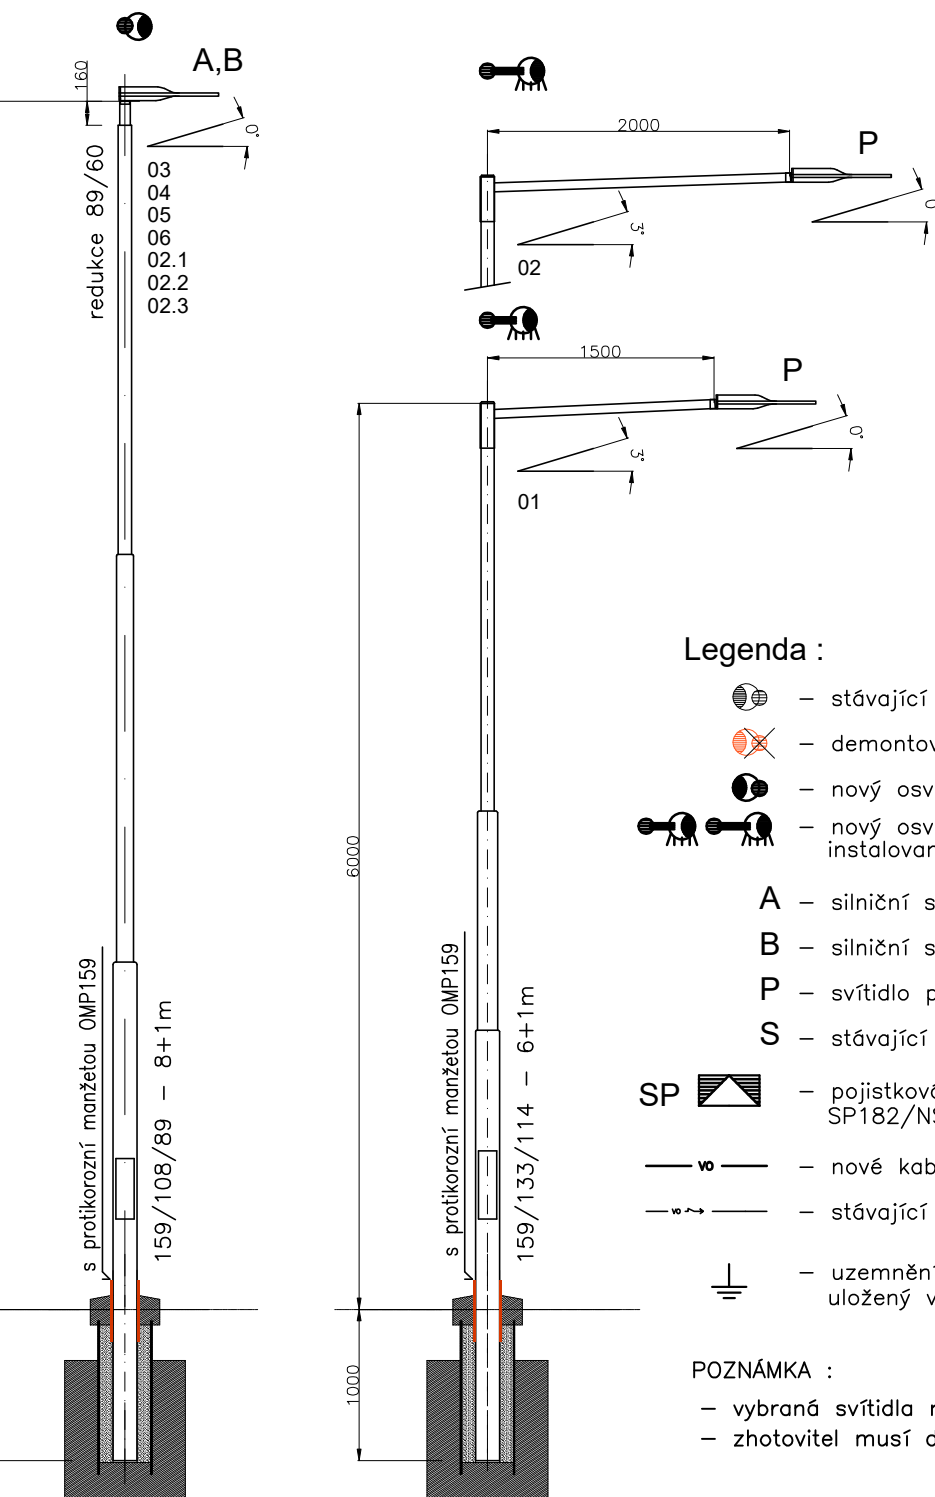 A,B
160
0°
redukce 89/60
03
04
05
06
02.1
02.2
02.3
s protikorozní manžetou OMP159
159/108/89 – 8+1m
2000
P
3°
02
1500
P
3°
0°
01
6000
s protikorozní manžetou OMP159
159/133/114 – 6+1m
1000
Legenda :
– stávající
– demontov
– nový osv
– nový osv
instalovan
A – silniční s
B – silniční s
P – svítidlo p
S – stávající
SP – pojistková
SP182/NS
VO – nové kab
VO – stávající
– uzemnění
uložený v
POZNÁMKA :
– vybraná svítidla
– zhotovitel musí d